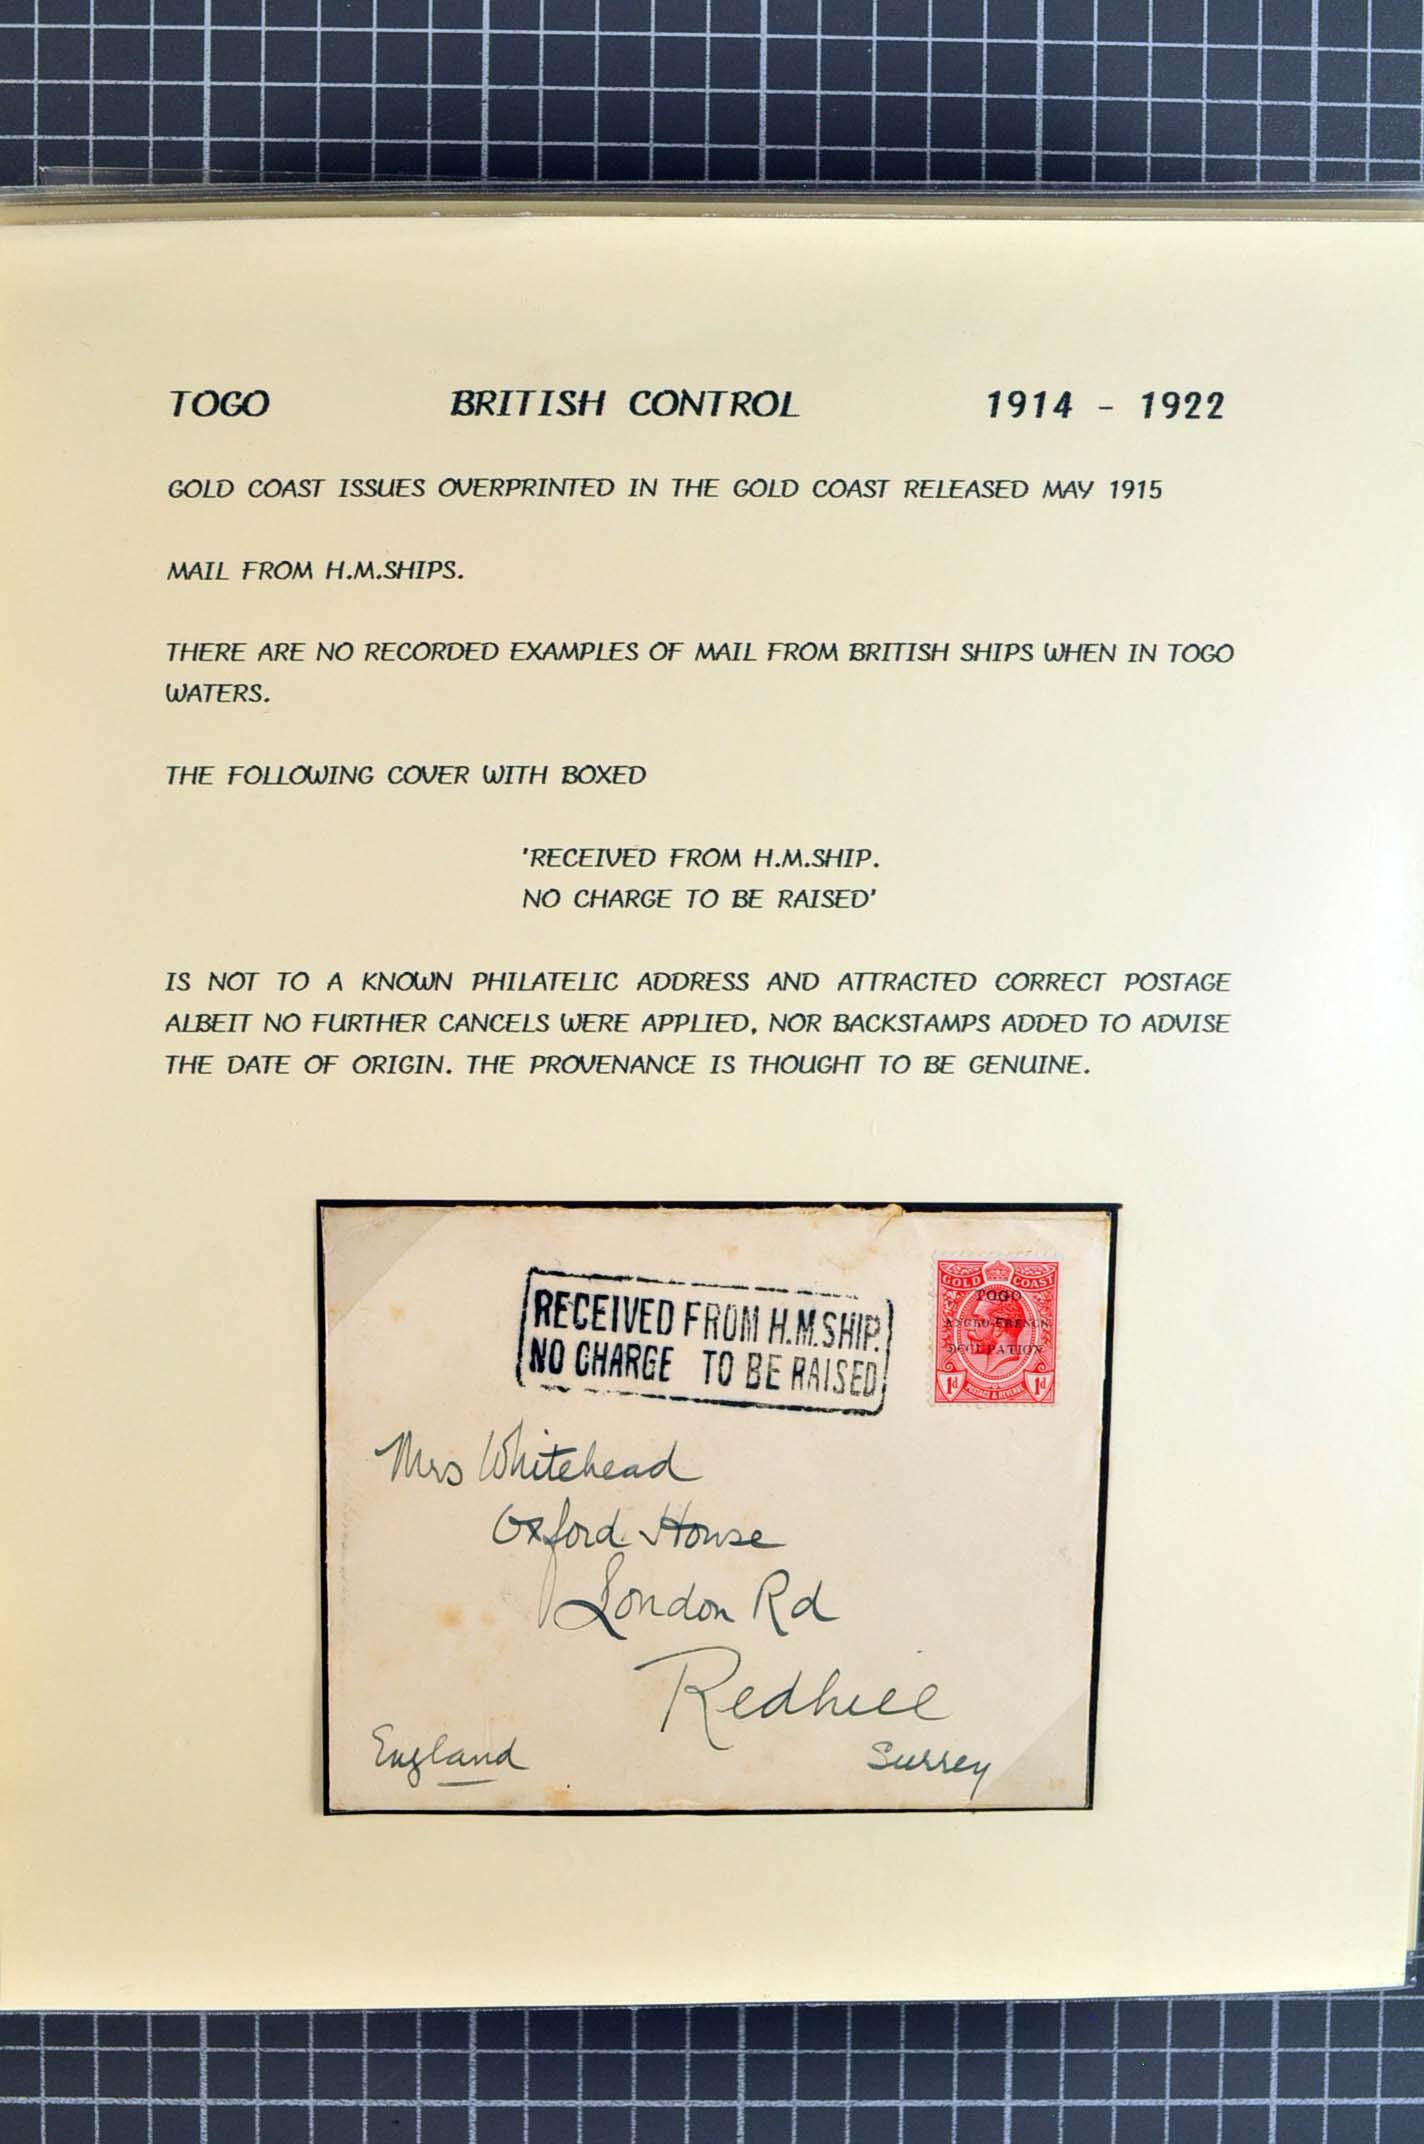 TOGO BRITISH CONTROL 1914 - 1922
GOLD COAST ISSUES OVERPRINTED IN THE GOLD COAST RELEASED MAY 1915
MAIL FROM H.M.SHIPS.
THERE ARE NO RECORDED EXAMPLES OF MAIL FROM BRITISH SHIPS WHEN IN TOGO
WATERS.
THE FOLLOWING COVER WITH BOXED
'RECEIVED FROM H.M.SHIP.
NO CHARGE TO BE RAISED'
IS NOT TO A KNOWN PHILATELIC ADDRESS AND ATTRACTED CORRECT POSTAGE
ALBEIT NO FURTHER CANCELS WERE APPLIED, NOR BACKSTAMPS ADDED TO ADVISE
THE DATE OF ORIGIN. THE PROVENANCE IS THOUGHT TO BE GENUINE.
RECEIVED FROM H.M.SHIP.
NO CHARGE TO BE RAISED
GOLD COAST
TOGO
ANGLO-FRENCH
OCCUPATION
1d POSTAGE & REVENUE 1d
Mrs Whitehead
Oxford House
London Rd
Redhill
Surrey
England